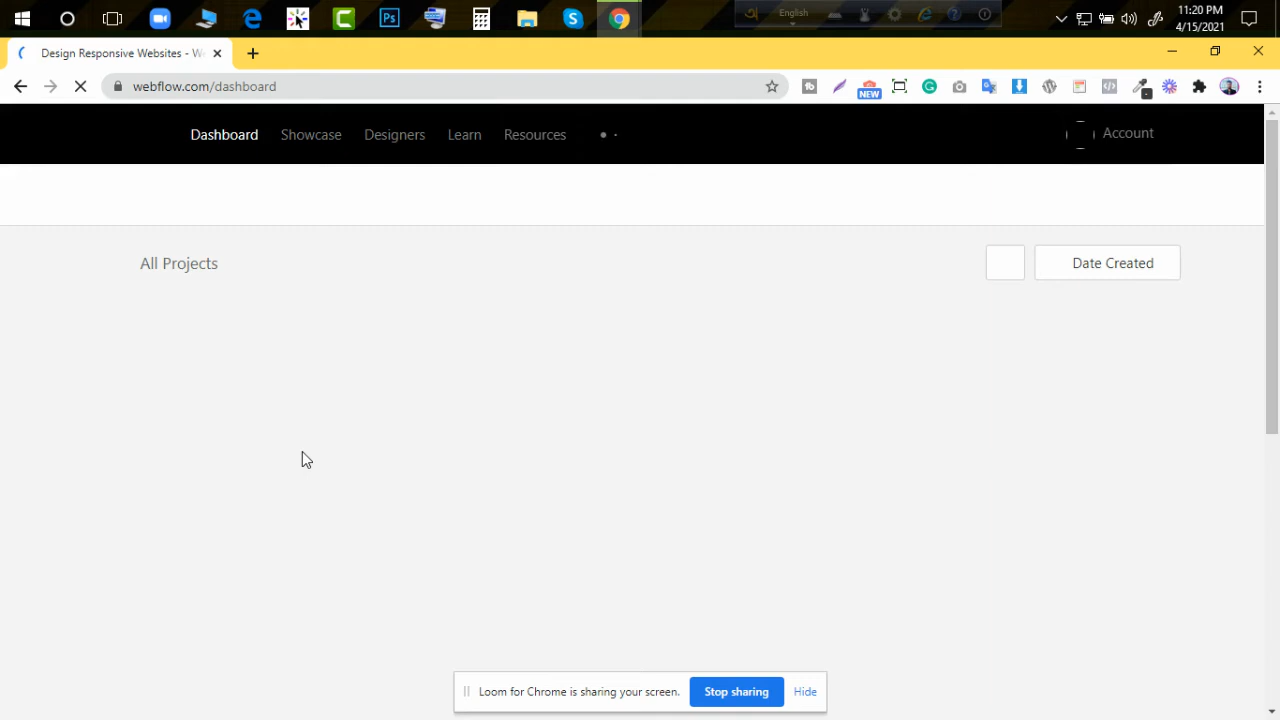 English
11:20 PM
4/15/2021
Design Responsive Websites - W
webflow.com/dashboard
NEW
Dashboard Showcase Designers Learn Resources
Account
All Projects
Date Created
Loom for Chrome is sharing your screen. Stop sharing Hide